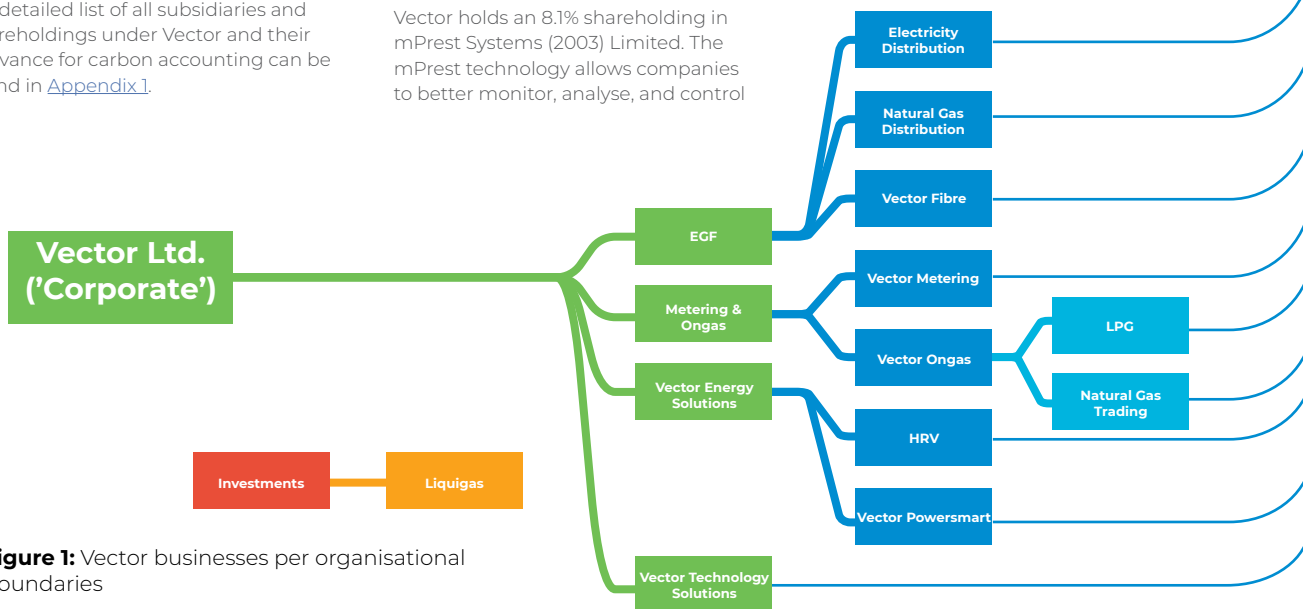 detailed list of all subsidiaries and
reholdings under Vector and their
vance for carbon accounting can be
nd in Appendix 1.
Vector holds an 8.1% shareholding in
mPrest Systems (2003) Limited. The
mPrest technology allows companies
to better monitor, analyse, and control
Vector Ltd.
('Corporate')
EGF
Metering &
Ongas
Vector Energy
Solutions
Vector Technology
Solutions
Electricity
Distribution
Natural Gas
Distribution
Vector Fibre
Vector Metering
Vector Ongas
HRV
Vector Powersmart
LPG
Natural Gas
Trading
Investments
Liquigas
igure 1: Vector businesses per organisational
oundaries